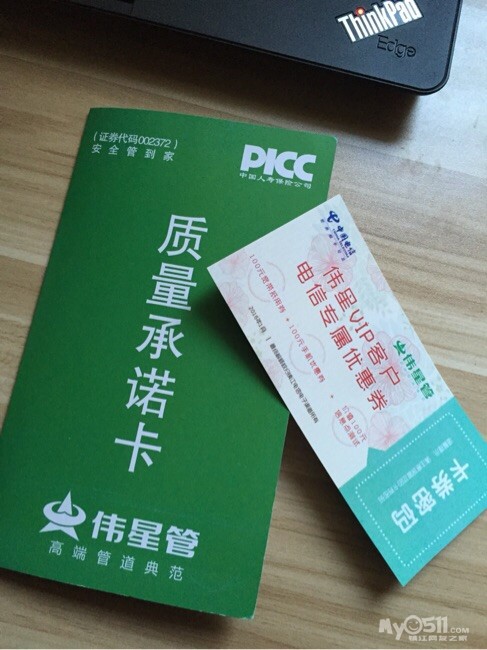 ThinkPad
Edge
（证券代码002372）
安全管到家
PICC
中国人寿保险公司
质量承诺卡
伟星管
高端管道典范
中国电信
伟星VIP客户
电信专属优惠券
伟星管
卡券密码
My0511.COM